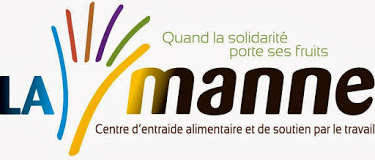 Quand la solidarité
porte ses fruits
LA manne
Centre d'entraide alimentaire et de soutien par le travail